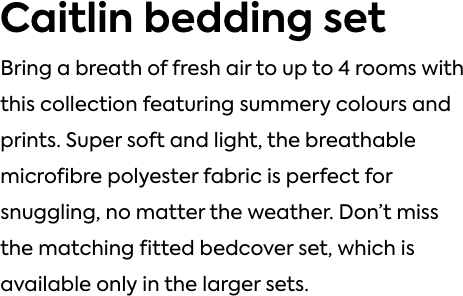 Caitlin bedding set
Bring a breath of fresh air to up to 4 rooms with
this collection featuring summery colours and
prints. Super soft and light, the breathable
microfibre polyester fabric is perfect for
snuggling, no matter the weather. Don’t miss
the matching fitted bedcover set, which is
available only in the larger sets.